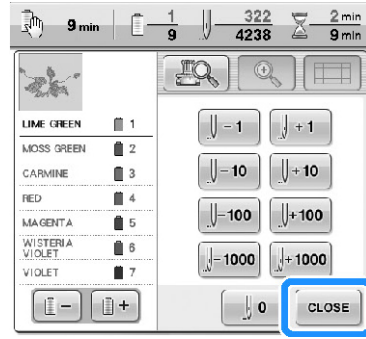 9 min
1
9
322
4238
2 min
9 min
LIME GREEN 1
MOSS GREEN 2
CARMINE 3
RED 4
MAGENTA 5
WISTERIA
VIOLET 6
VIOLET 7
-1
+1
-10
+10
-100
+100
-1000
+1000
- +
0
CLOSE